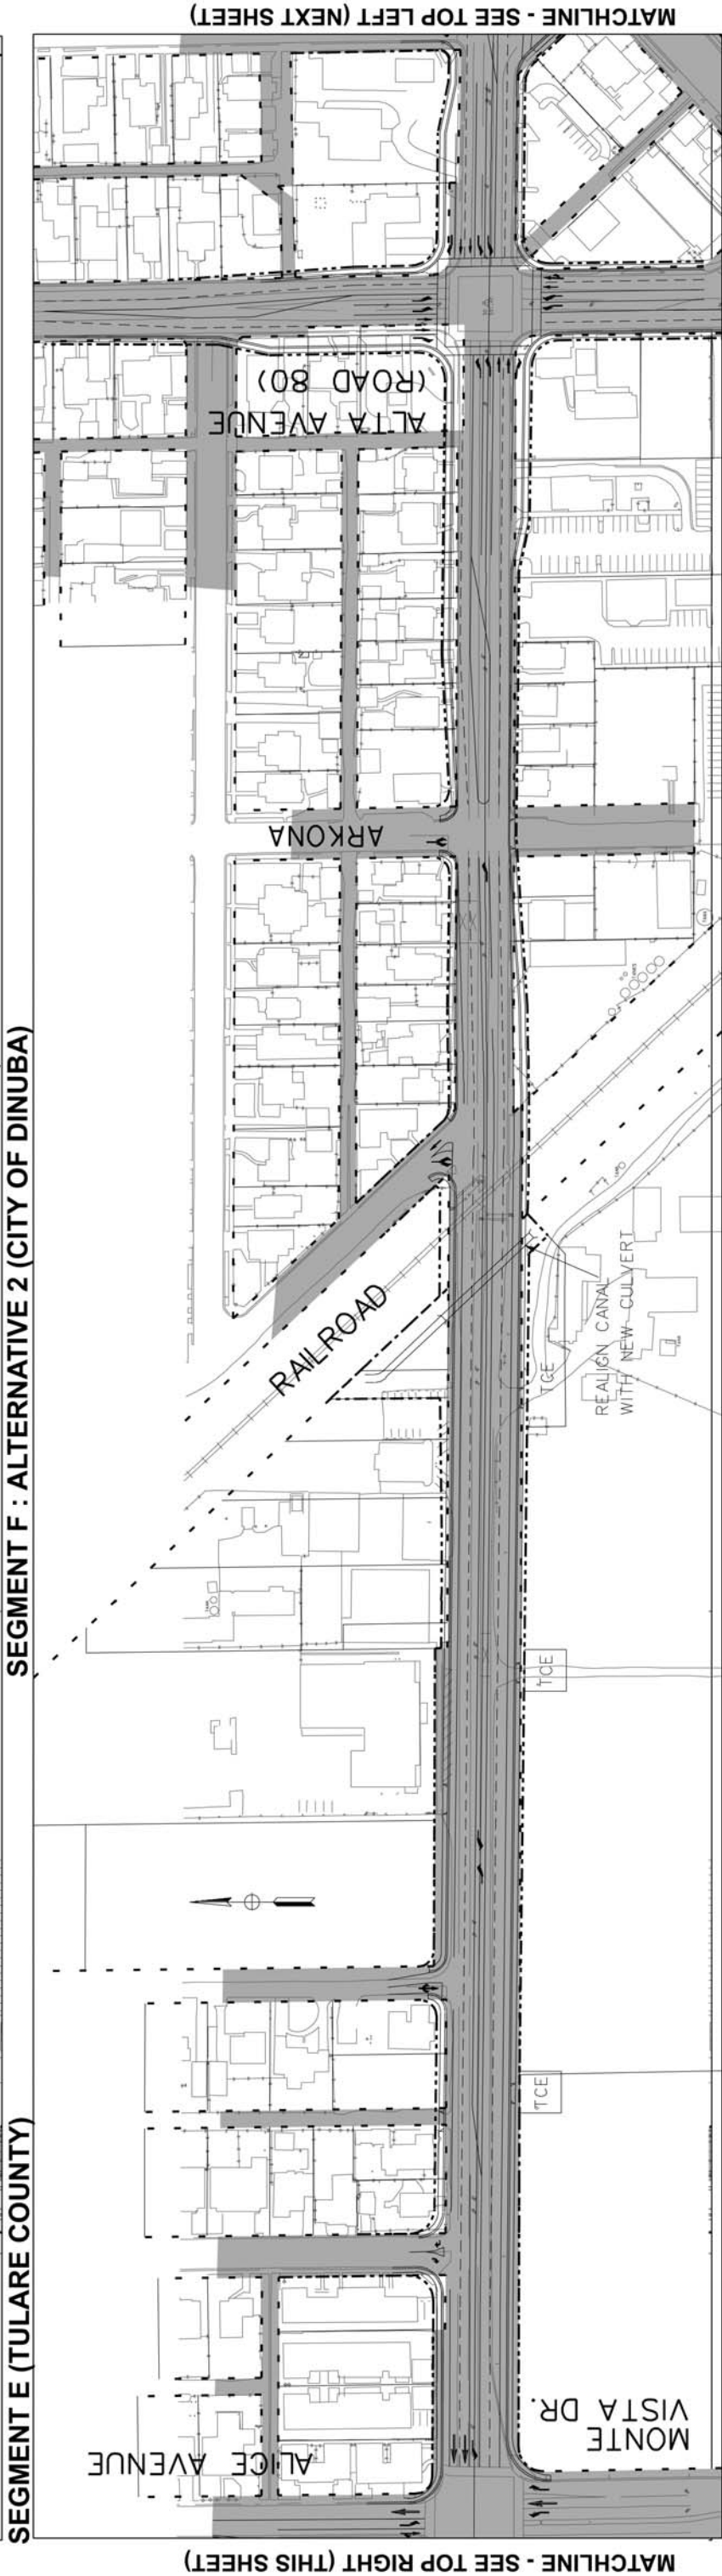 SEGMENT E (TULARE COUNTY)
SEGMENT F : ALTERNATIVE 2 (CITY OF DINUBA)
MATCHLINE - SEE TOP RIGHT (THIS SHEET)
MATCHLINE - SEE TOP LEFT (NEXT SHEET)
ALICE AVENUE
MONTE
VISTA DR.
TCE
TCE
RAILROAD
TCE
REALIGN CANAL
WITH NEW CULVERT
ARKONA
ALTA AVENUE
(ROAD 80)